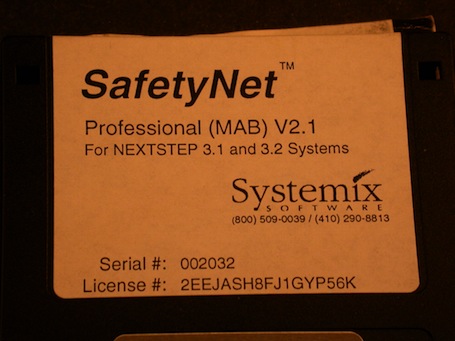 SafetyNet™
Professional (MAB) V2.1
For NEXTSTEP 3.1 and 3.2 Systems
Systemix
SOFTWARE
(800) 509-0039 / (410) 290-8813
Serial #: 002032
License #: 2EEJASH8FJ1GYP56K